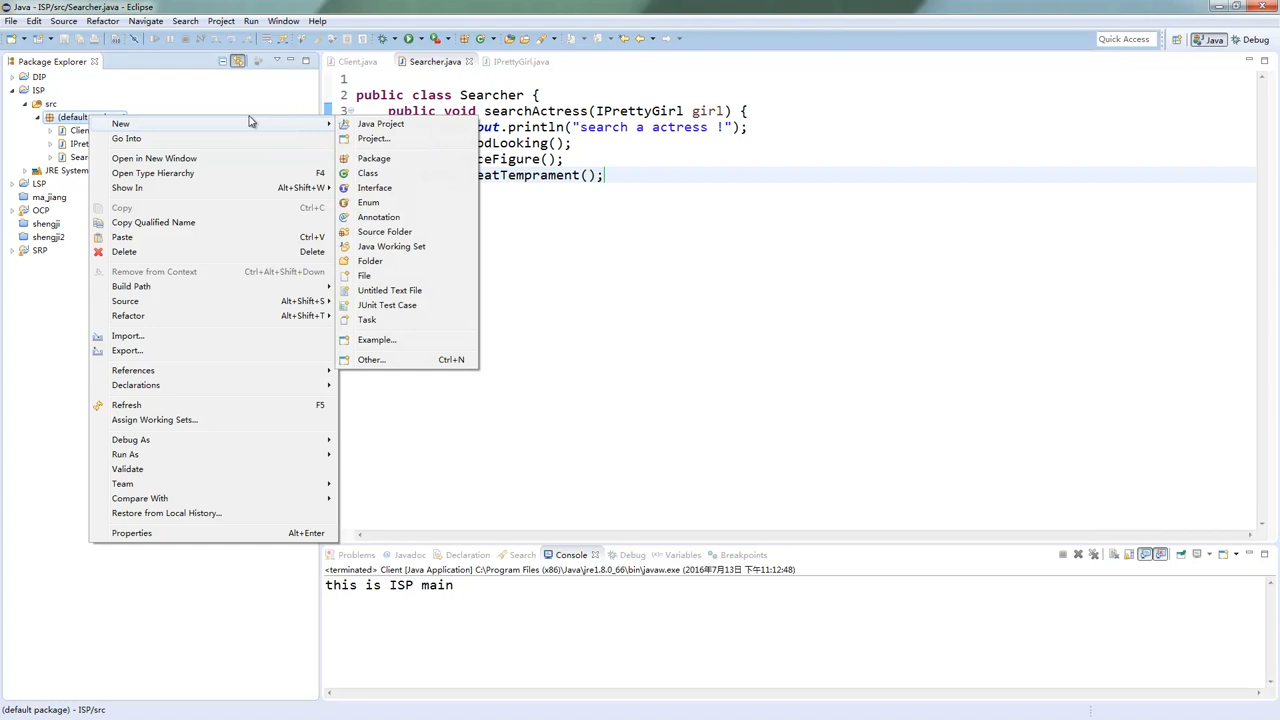 Java - ISP/src/Searcher.java - Eclipse
File Edit Source Refactor Navigate Search Project Run Window Help
Quick Access
Java
Debug
Package Explorer
DIP
ISP
src
(default
Clien
IPret
Sear
JRE System
LSP
ma_jiang
OCP
shengji
shengji2
SRP
New
Go Into
Open in New Window
Open Type Hierarchy F4
Show In Alt+Shift+W
Copy Ctrl+C
Copy Qualified Name
Paste Ctrl+V
Delete Delete
Remove from Context Ctrl+Alt+Shift+Down
Build Path
Source Alt+Shift+S
Refactor Alt+Shift+T
Import...
Export...
References
Declarations
Refresh F5
Assign Working Sets...
Debug As
Run As
Validate
Team
Compare With
Restore from Local History...
Properties Alt+Enter
Java Project
Project...
Package
Class
Interface
Enum
Annotation
Source Folder
Java Working Set
Folder
File
Untitled Text File
JUnit Test Case
Task
Example...
Other... Ctrl+N
Client.java Searcher.java IPrettyGirl.java
1
2 public class Searcher {
3 public void searchActress(IPrettyGirl girl) {
out.println("search a actress !");
odLooking();
ceFigure();
eatTemprament();
Problems Javadoc Declaration Search Console Debug Variables Breakpoints
<terminated> Client [Java Application] C:\Program Files (x86)\Java\jre1.8.0_66\bin\javaw.exe (2016年7月13日 下午11:12:48)
this is ISP main
(default package) - ISP/src